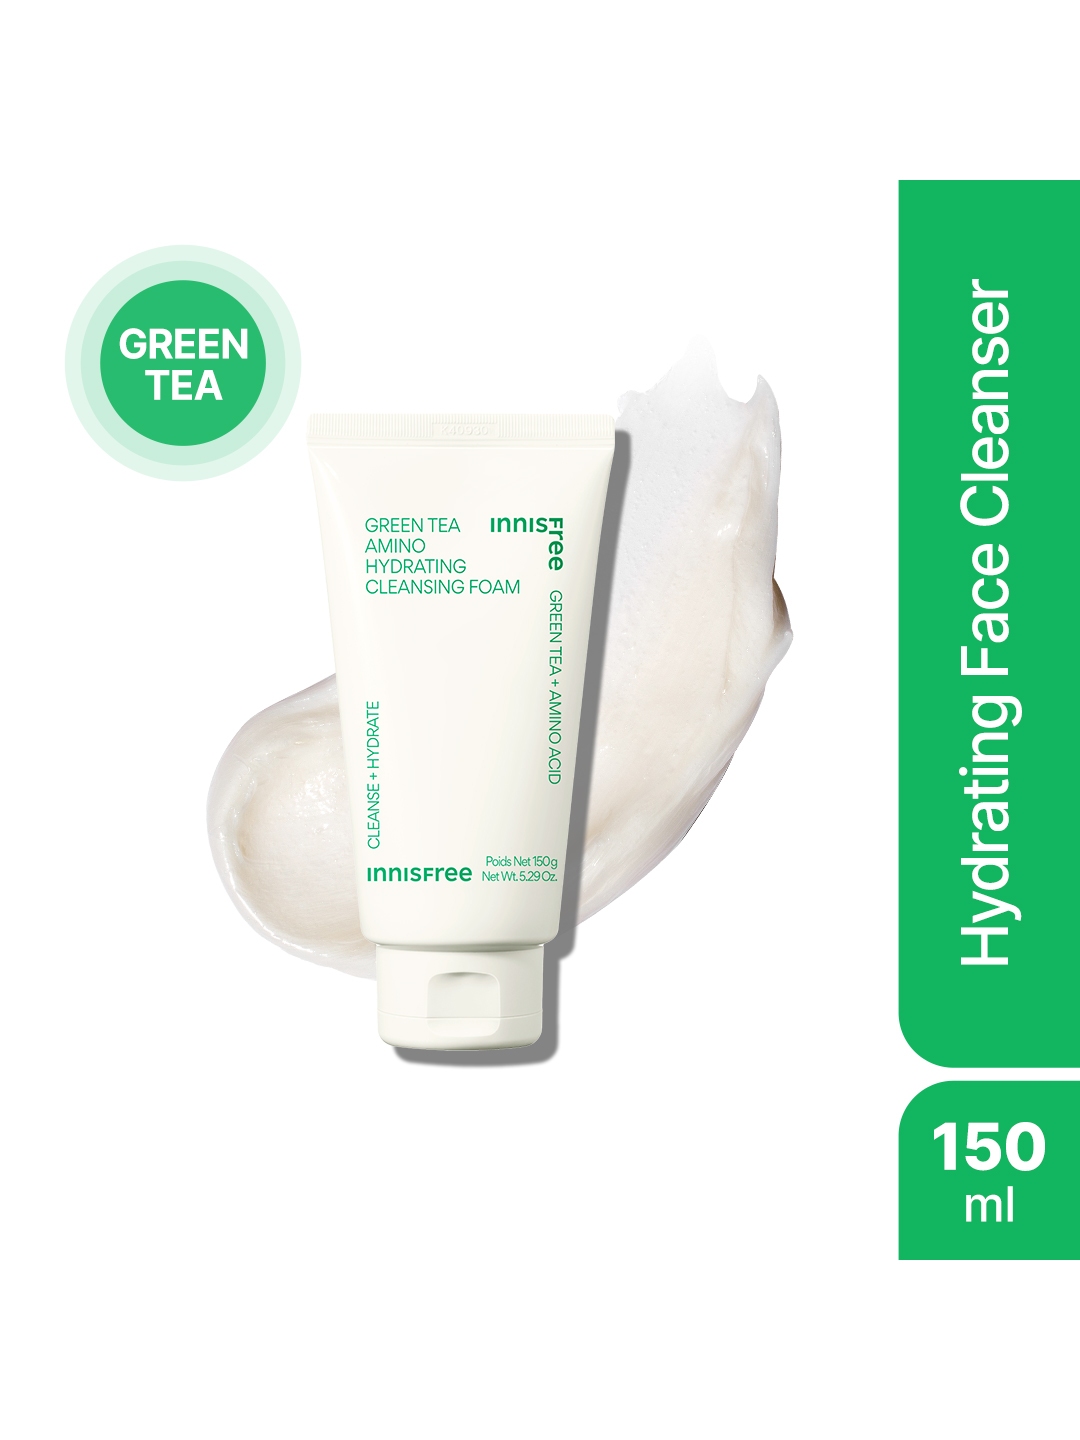 GREEN
TEA
GREEN TEA
AMINO
HYDRATING
CLEANSING FOAM
INNISFree
GREEN TEA + AMINO ACID
CLEANSE + HYDRATE
INNISFree
Poids Net 150g
Net Wt. 5.29 Oz.
Hydrating Face Cleanser
150
ml